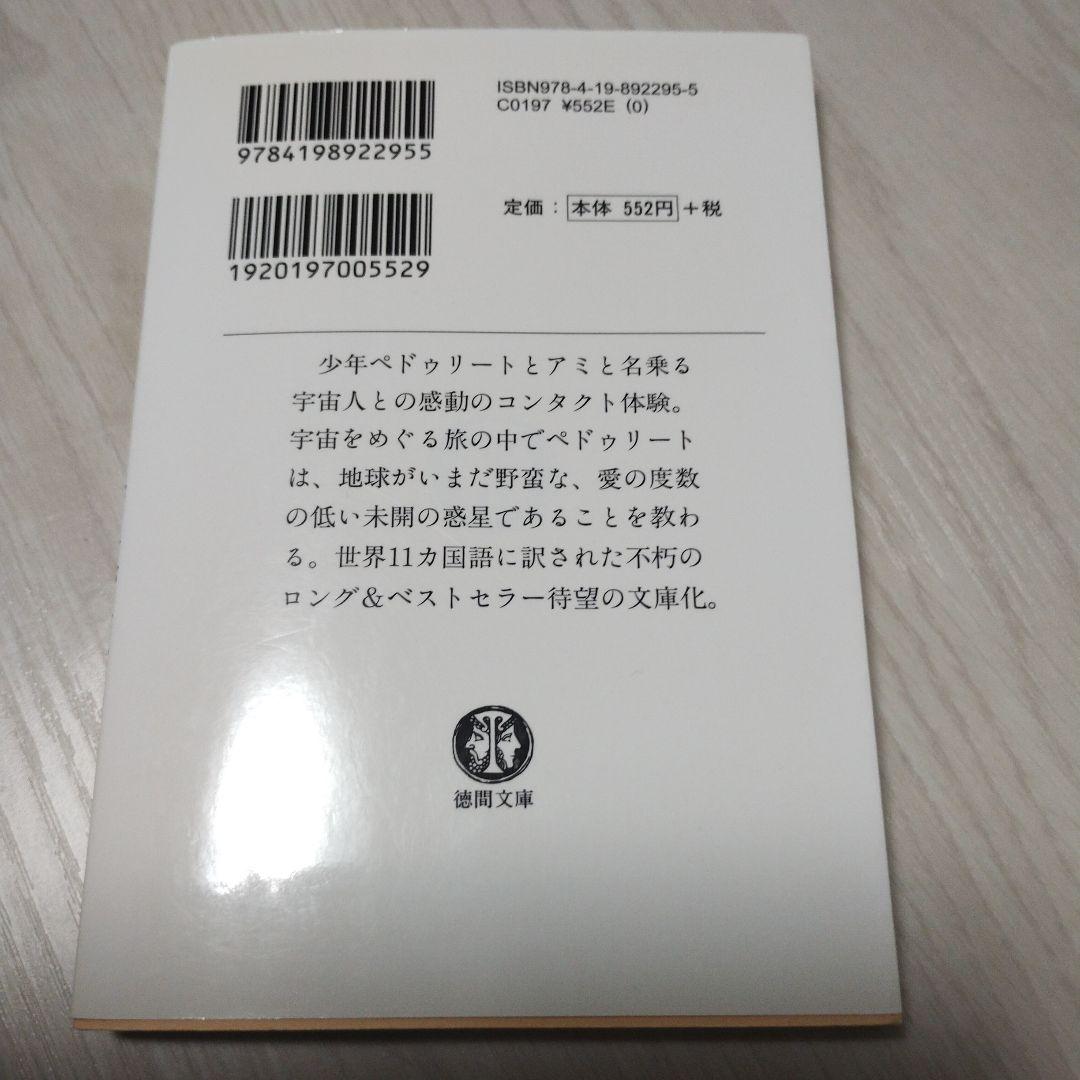 ISBN978-4-19-892295-5
C0197 ¥552E (0)
9784198922955
定価：本体 552円＋税
1920197005529
少年ペドゥリートとアミと名乗る
宇宙人との感動のコンタクト体験。
宇宙をめぐる旅の中でペドゥリート
は、地球がいまだ野蛮な、愛の度数
の低い未開の惑星であることを教わ
る。世界11カ国語に訳された不朽の
ロング＆ベストセラー待望の文庫化。
徳間文庫